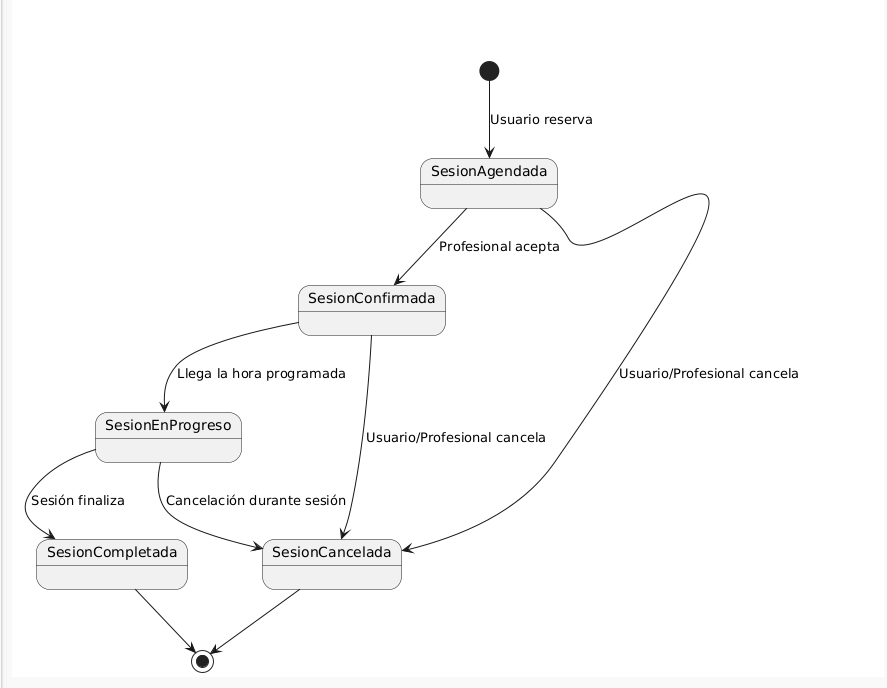 Usuario reserva
SesionAgendada
Profesional acepta
SesionConfirmada
Llega la hora programada
Usuario/Profesional cancela
SesionEnProgreso
Usuario/Profesional cancela
Sesión finaliza
Cancelación durante sesión
SesionCompletada
SesionCancelada